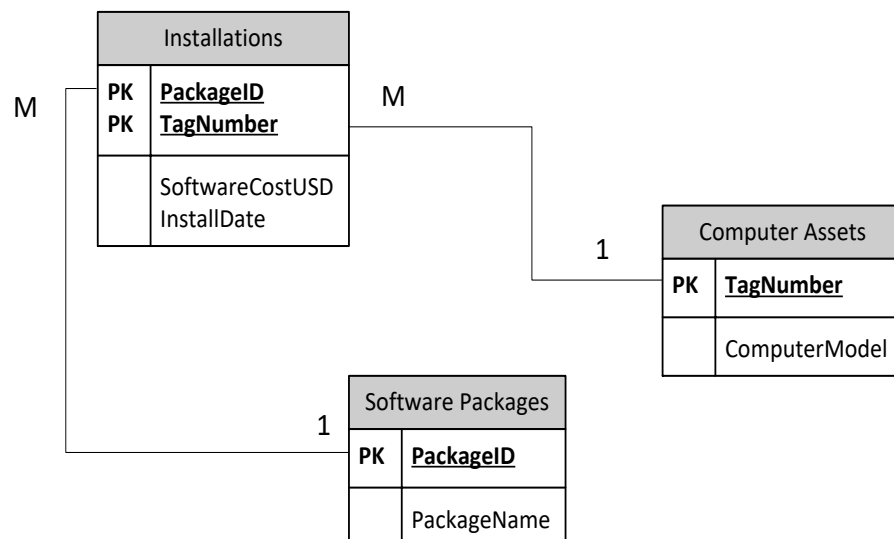 Installations
PK PackageID
PK TagNumber
SoftwareCostUSD
InstallDate
M
M
Computer Assets
PK TagNumber
ComputerModel
1
Software Packages
PK PackageID
PackageName
1